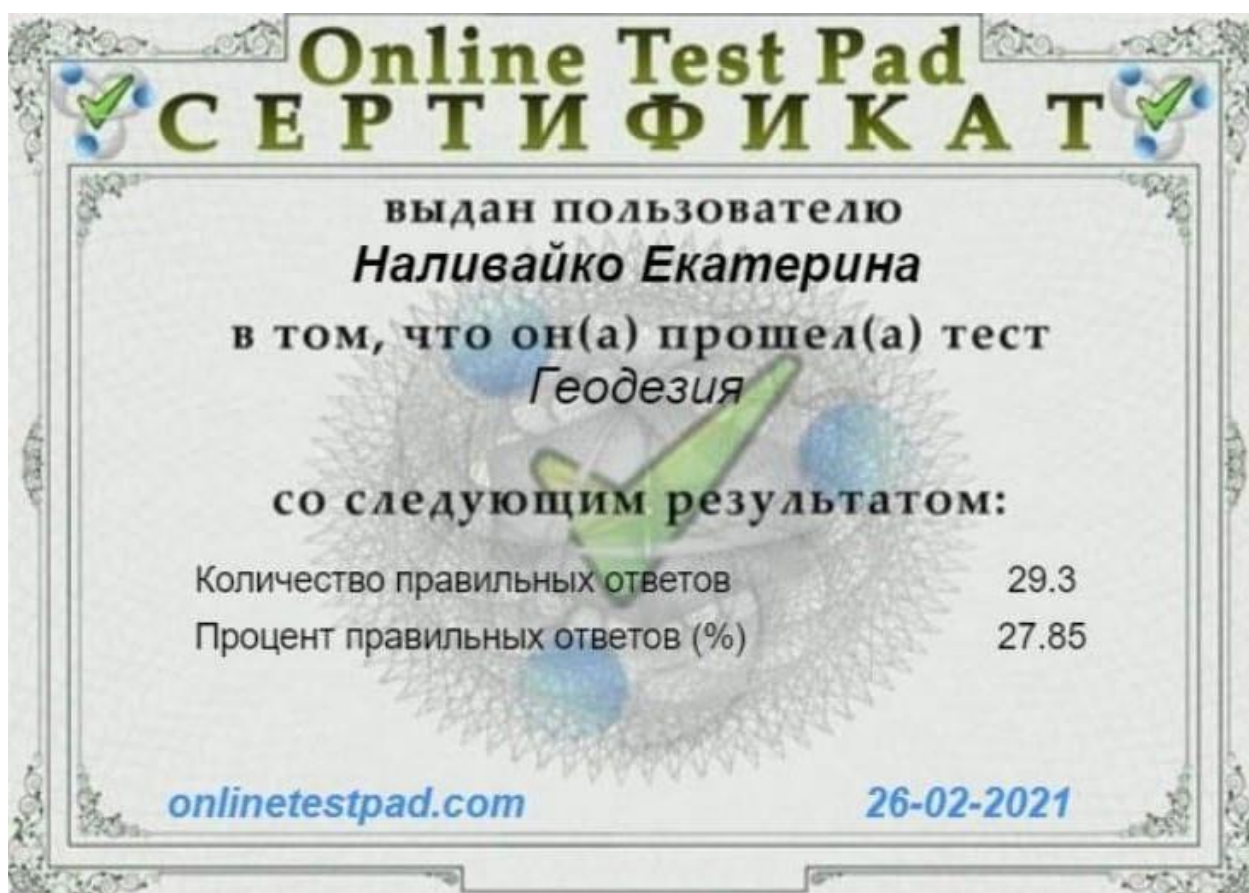 Online Test Pad
СЕРТИФИКАТ
выдан пользователю
Наливайко Екатерина
в том, что он(а) прошел(а) тест
Геодезия
со следующим результатом:
Количество правильных ответов 29.3
Процент правильных ответов (%) 27.85
onlinetestpad.com 26-02-2021